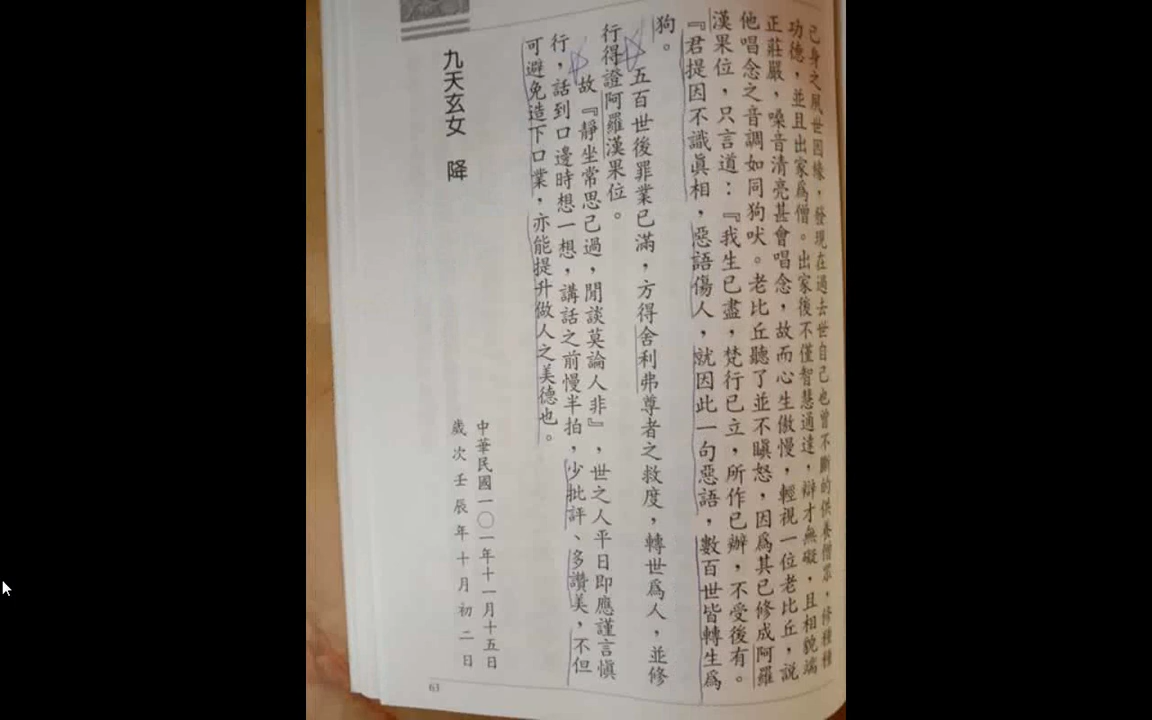 己身之夙世因緣，發現在過去世自己也曾不斷的供養僧眾，修種種
功德，並且出家為僧。出家後不僅智慧通達，辯才無礙，且相貌端
正莊嚴，嗓音清亮甚會唱念，故而心生傲慢，輕視一位老比丘，說
他唱念之音調如同狗吠。老比丘聽了並不瞋怒，因為其已修成阿羅
漢果位，只言道：『我生已盡，梵行已立，所作已辦，不受後有。
『君提因不識眞相，惡語傷人，就因此一句惡語，數百世皆轉生爲
狗。
五百世後罪業已滿，方得舍利弗尊者之救度，轉世爲人，並修
行得證阿羅漢果位。
故『靜坐常思己過，閒談莫論人非』，世之人平日即應謹言愼
行，話到口邊時想一想，講話之前慢半拍，少批評、多讚美，不但
可避免造下口業，亦能提升做人之美德也。
中華民國一〇一年十一月十五日
歲次壬辰年十月初二日
九天玄女　降
63